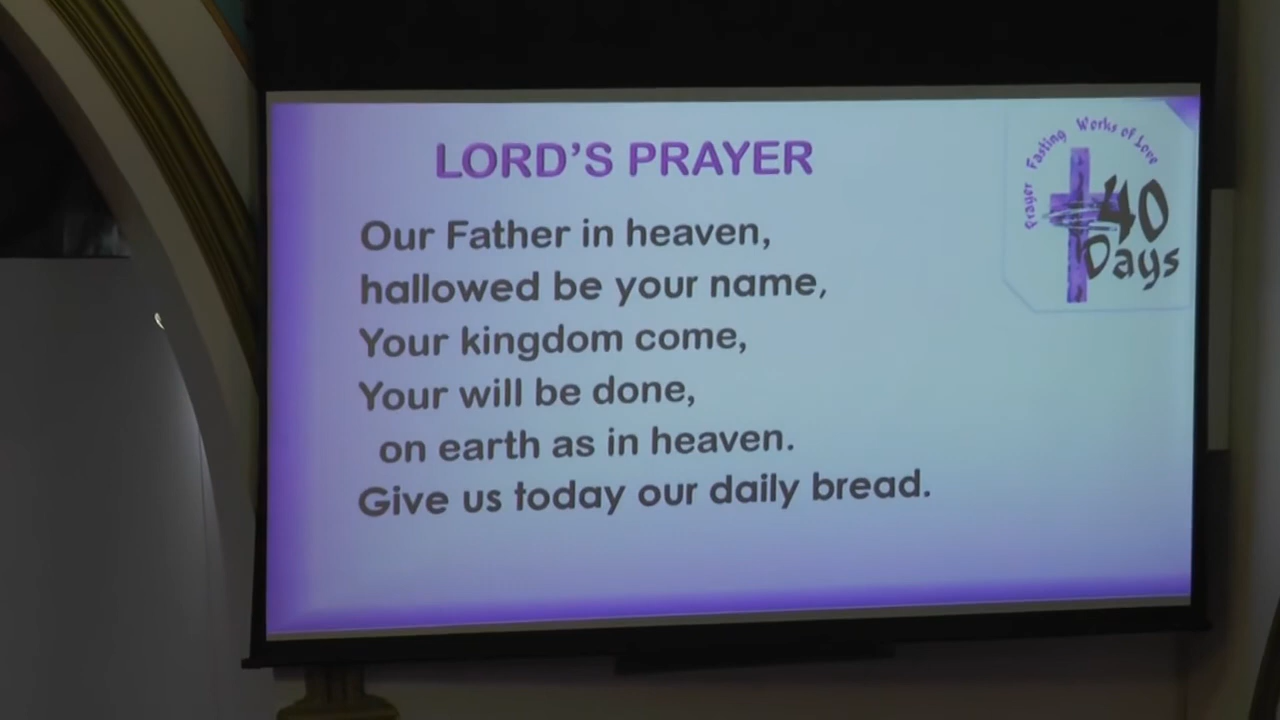 LORD'S PRAYER
Our Father in heaven,
hallowed be your name,
Your kingdom come,
Your will be done,
on earth as in heaven.
Give us today our daily bread.
Prayer Fasting Works of Love
40
Days